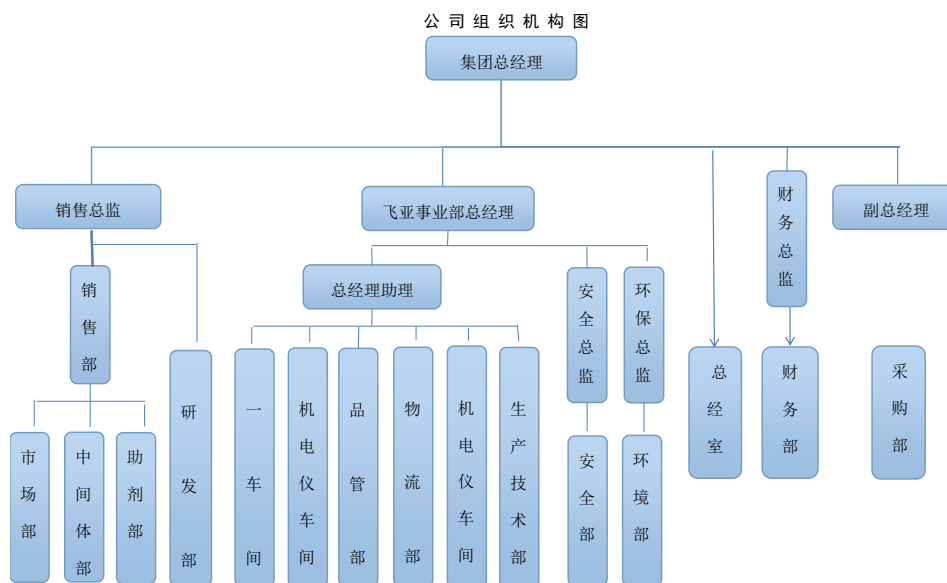 公司组织机构图
集团总经理
销售总监
飞亚事业部总经理
财务总监
副总经理
销售部
总经理助理
安全总监
环保总监
研发部
一车间
机电仪车间
品管部
物流部
机电仪车间
生产技术部
总经室
财务部
采购部
市场部
中间体部
助剂部
安全部
环境部